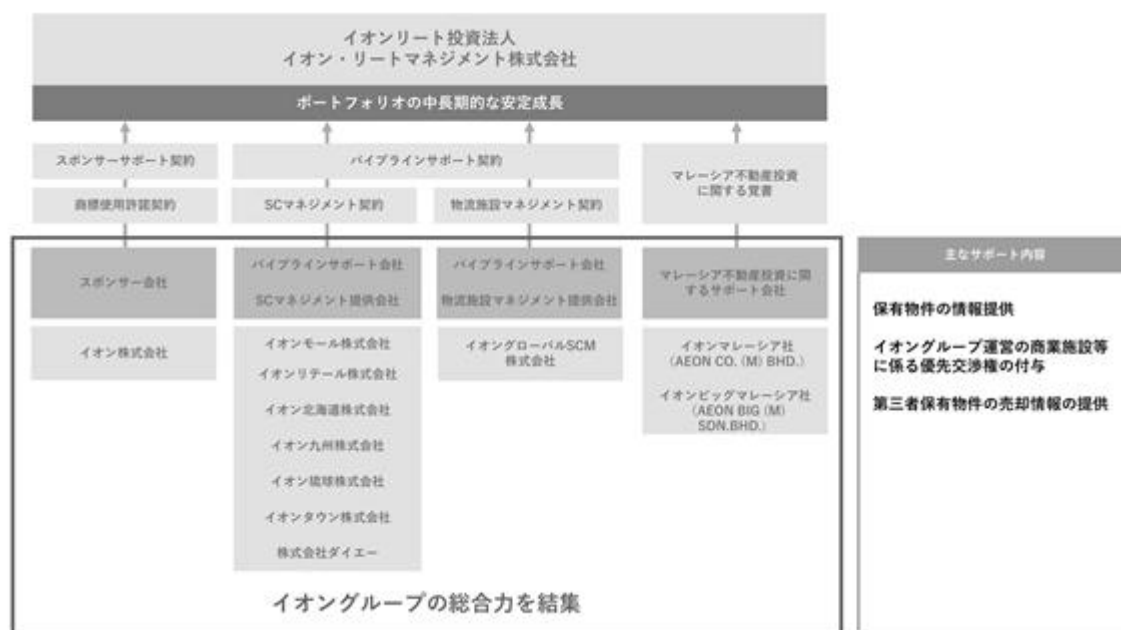 イオンリート投資法人
イオン・リートマネジメント株式会社
ポートフォリオの中長期的な安定成長
スポンサーサポート契約
パイプラインサポート契約
マレーシア不動産投資
に関する覚書
商標使用許諾契約
SCマネジメント契約
物流施設マネジメント契約
スポンサー会社
パイプラインサポート会社
SCマネジメント提供会社
パイプラインサポート会社
物流施設マネジメント提供会社
マレーシア不動産投資に関
するサポート会社
イオン株式会社
イオンモール株式会社
イオンリテール株式会社
イオン北海道株式会社
イオン九州株式会社
イオン琉球株式会社
イオンタウン株式会社
株式会社ダイエー
イオングローバルSCM
株式会社
イオンマレーシア社
(AEON CO. (M) BHD.)
イオンビッグマレーシア社
(AEON BIG (M)
SDN.BHD.)
イオングループの総合力を結集
主なサポート内容
保有物件の情報提供
イオングループ運営の商業施設等
に係る優先交渉権の付与
第三者保有物件の売却情報の提供